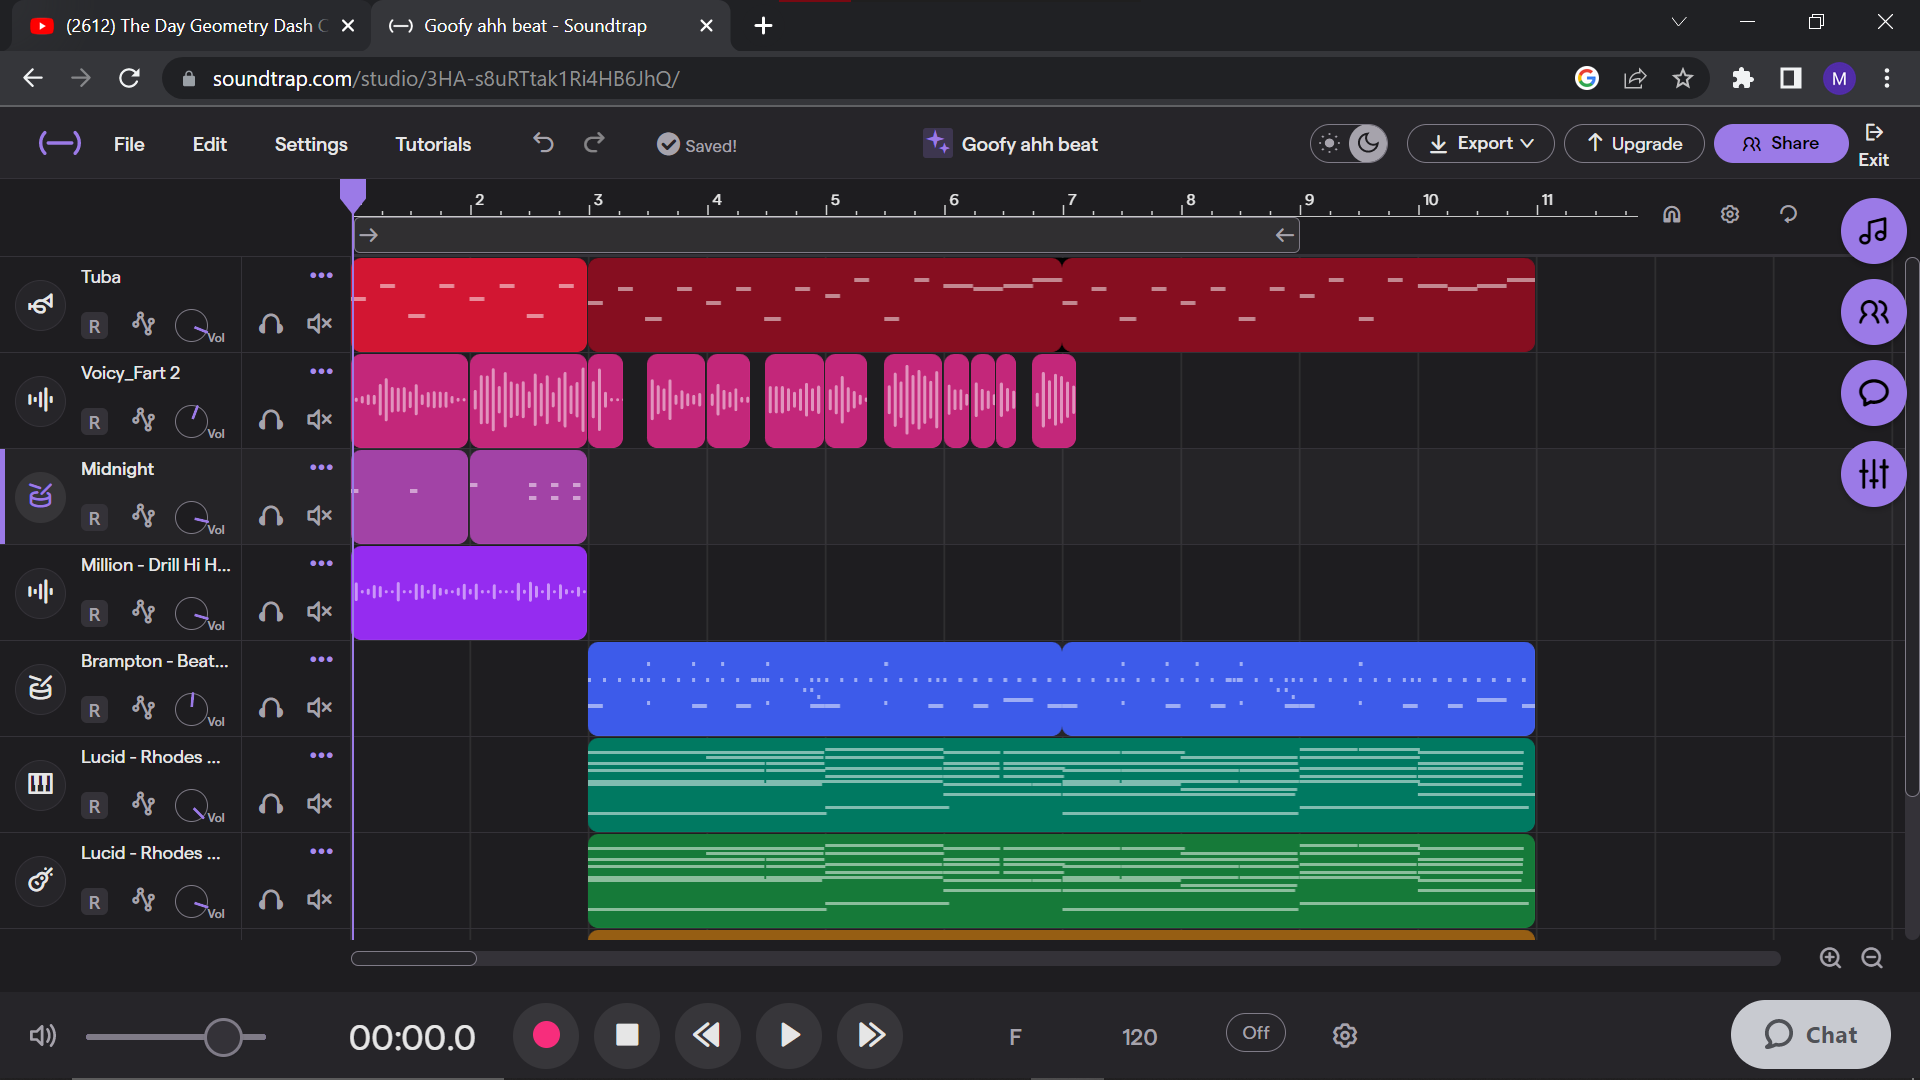 (2612) The Day Geometry Dash C
(—) Goofy ahh beat - Soundtrap
soundtrap.com/studio/3HA-s8uRTtak1Ri4HB6JhQ/
M
File Edit Settings Tutorials Saved! Goofy ahh beat Export Upgrade Share Exit
2 3 4 5 6 7 8 9 10 11
Tuba
R Vol
Voicy_Fart 2
R Vol
Midnight
R Vol
Million - Drill Hi H...
R Vol
Brampton - Beat...
R Vol
Lucid - Rhodes ...
R Vol
Lucid - Rhodes ...
R Vol
00:00.0 F 120 Off Chat